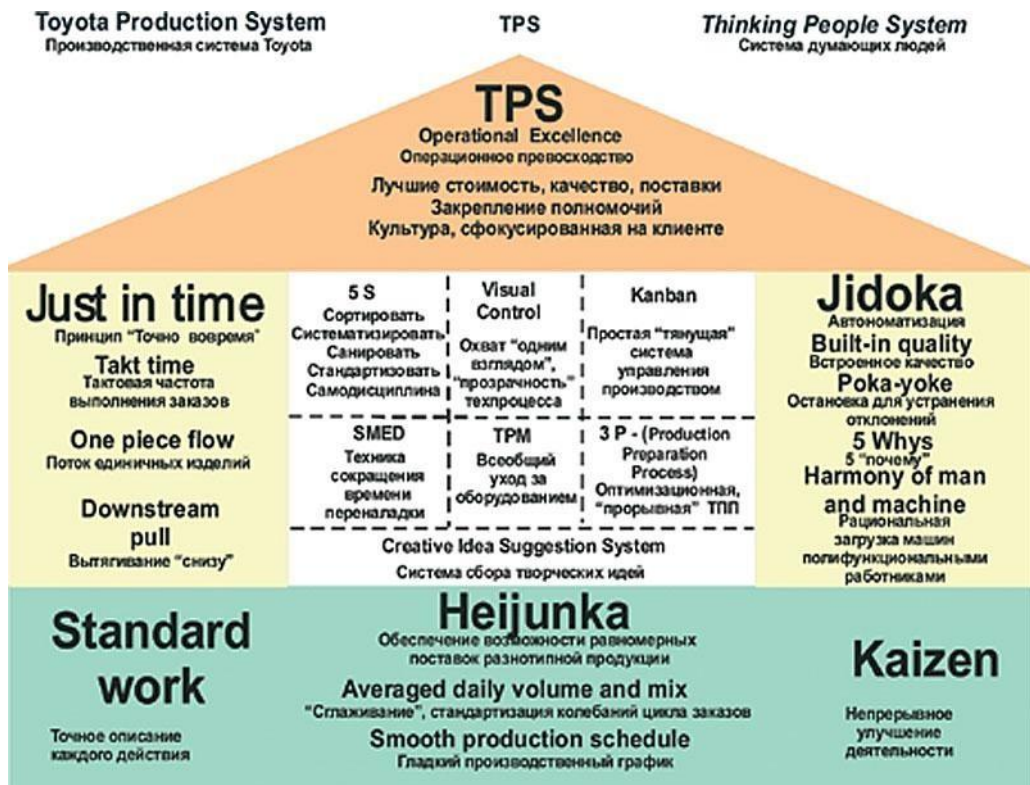 Toyota Production System
Производственная система Toyota
TPS
Thinking People System
Система думающих людей
TPS
Operational Excellence
Операционное превосходство
Лучшие стоимость, качество, поставки
Закрепление полномочий
Культура, сфокусированная на клиенте
Just in time
Принцип "Точно вовремя"
Takt time
Тактовая частота
выполнения заказов
One piece flow
Поток единичных изделий
Downstream
pull
Вытягивание "снизу"
5 S
Сортировать
Систематизировать
Санировать
Стандартизовать
Самодисциплина
Visual
Control
Охват "одним
взглядом",
"прозрачность"
техпроцесса
Kanban
Простая "тянущая"
система
управления
производством
SMED
Техника
сокращения
времени
переналадки
TPM
Всеобщий
уход за
оборудованием
3 P - (Production
Preparation
Process)
Оптимизационная,
"прорывная" ТПП
Creative Idea Suggestion System
Система сбора творческих идей
Jidoka
Автономатизация
Built-in quality
Встроенное качество
Poka-yoke
Остановка для устранения
отклонений
5 Whys
5 "почему"
Harmony of man
and machine
Рациональная
загрузка машин
полифункциональными
работниками
Standard
work
Точное описание
каждого действия
Heijunka
Обеспечение возможности равномерных
поставок разнотипной продукции
Averaged daily volume and mix
"Сглаживание", стандартизация колебаний цикла заказов
Smooth production schedule
Гладкий производственный график
Kaizen
Непрерывное
улучшение
деятельности